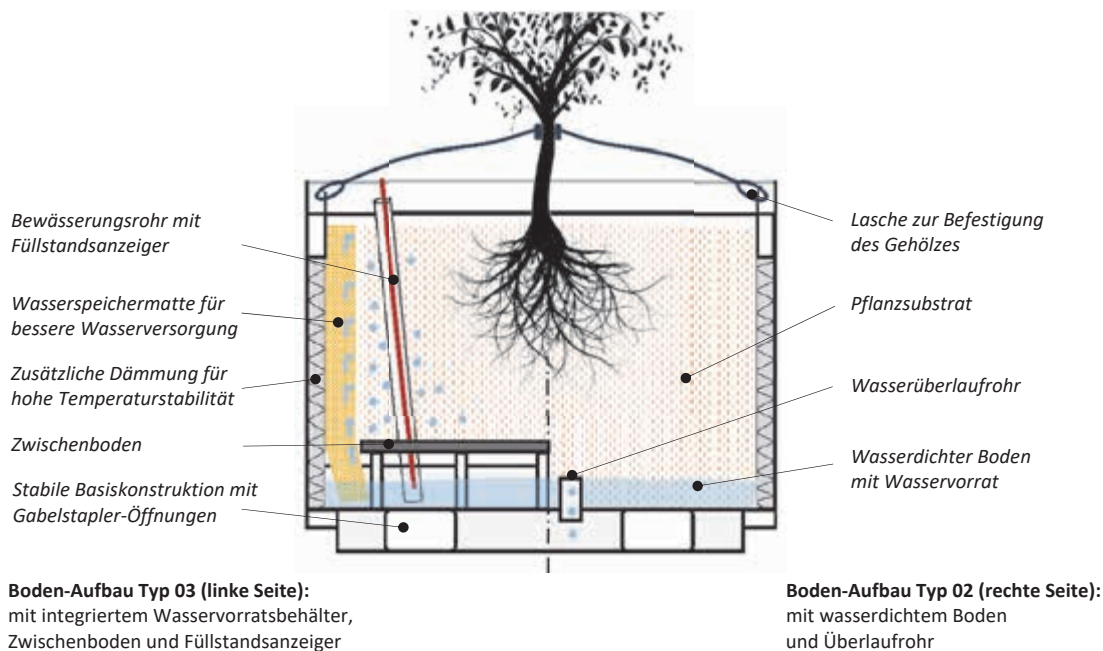 Bewässerungsrohr mit
Füllstandsanzeiger
Wasserspeichermatte für
bessere Wasserversorgung
Zusätzliche Dämmung für
hohe Temperaturstabilität
Zwischenboden
Stabile Basiskonstruktion mit
Gabelstapler-Öffnungen
Lasche zur Befestigung
des Gehölzes
Pflanzsubstrat
Wasserüberlaufrohr
Wasserdichter Boden
mit Wasservorrat
Boden-Aufbau Typ 03 (linke Seite):
mit integriertem Wasservorratsbehälter,
Zwischenboden und Füllstandsanzeiger
Boden-Aufbau Typ 02 (rechte Seite):
mit wasserdichtem Boden
und Überlaufrohr